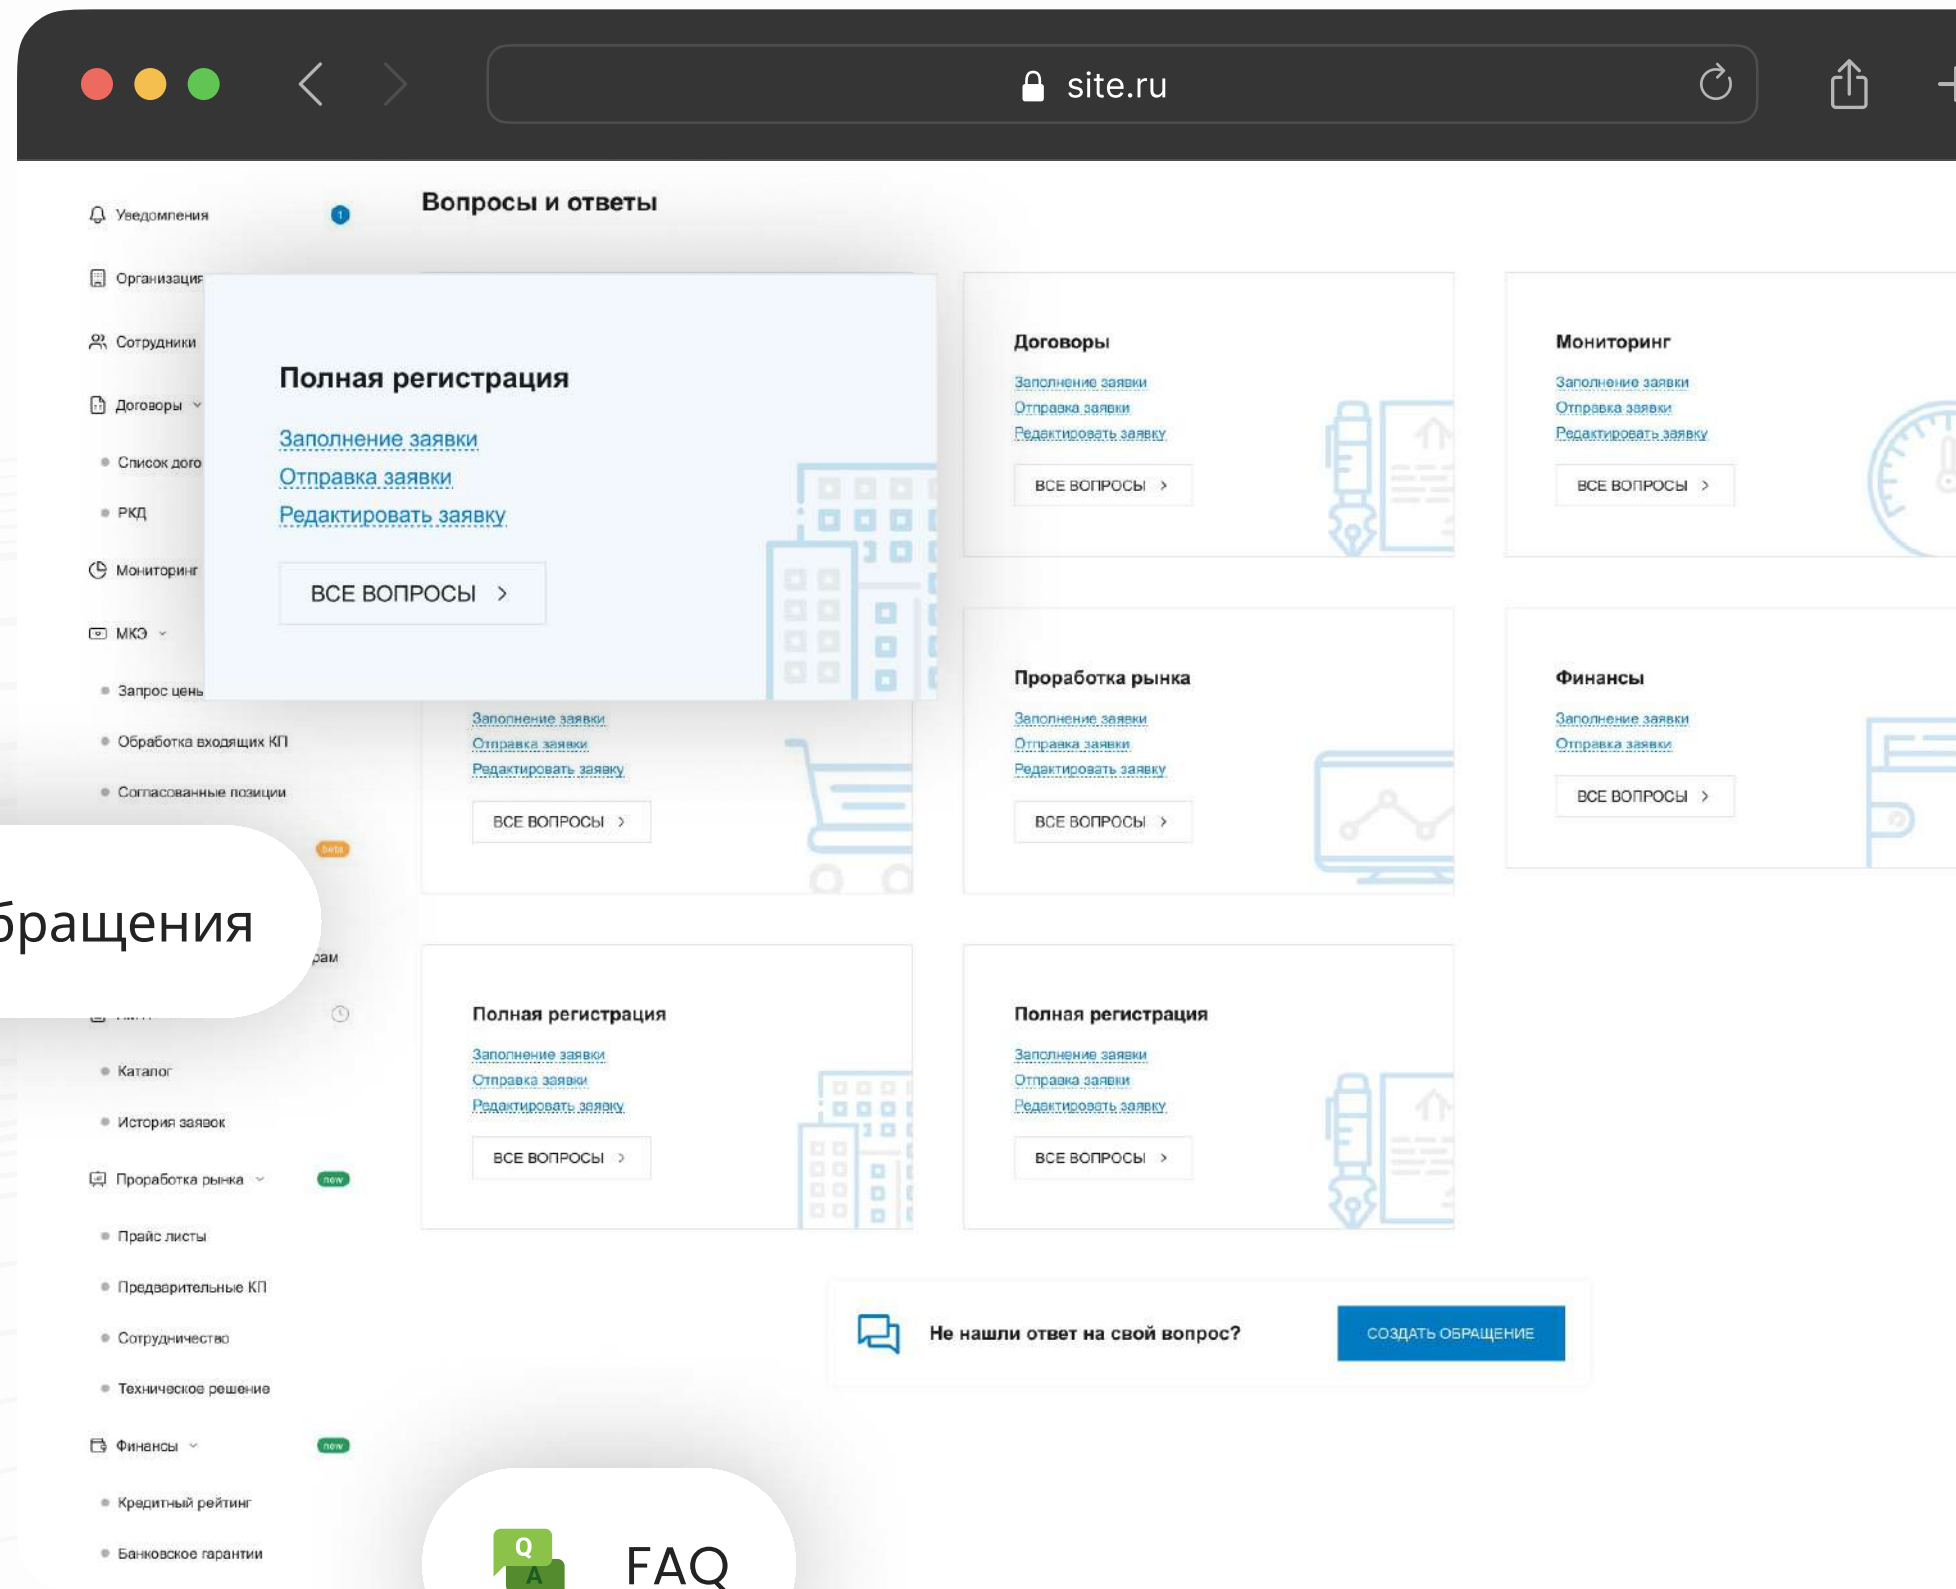 site.ru
Уведомления
1
Организация
Сотрудники
Договоры
Список дого
РКД
Мониторинг
МКЭ
Запрос цены
Обработка входящих КП
Согласованные позиции
beta
бращения
рам
Каталог
История заявок
Проработка рынка
new
Прайс листы
Предварительные КП
Сотрудничество
Техническое решение
Финансы
new
Кредитный рейтинг
Банковское гарантии
Вопросы и ответы
Полная регистрация
Заполнение заявки
Отправка заявки
Редактировать заявку
ВСЕ ВОПРОСЫ
Договоры
Заполнение заявки
Отправка заявки
Редактировать заявку
ВСЕ ВОПРОСЫ
Мониторинг
Заполнение заявки
Отправка заявки
Редактировать заявку
ВСЕ ВОПРОСЫ
Заполнение заявки
Отправка заявки
Редактировать заявку
ВСЕ ВОПРОСЫ
Проработка рынка
Заполнение заявки
Отправка заявки
Редактировать заявку
ВСЕ ВОПРОСЫ
Финансы
Заполнение заявки
Отправка заявки
ВСЕ ВОПРОСЫ
Полная регистрация
Заполнение заявки
Отправка заявки
Редактировать заявку
ВСЕ ВОПРОСЫ
Полная регистрация
Заполнение заявки
Отправка заявки
Редактировать заявку
ВСЕ ВОПРОСЫ
Не нашли ответ на свой вопрос?
СОЗДАТЬ ОБРАЩЕНИЕ
Q
A
FAQ